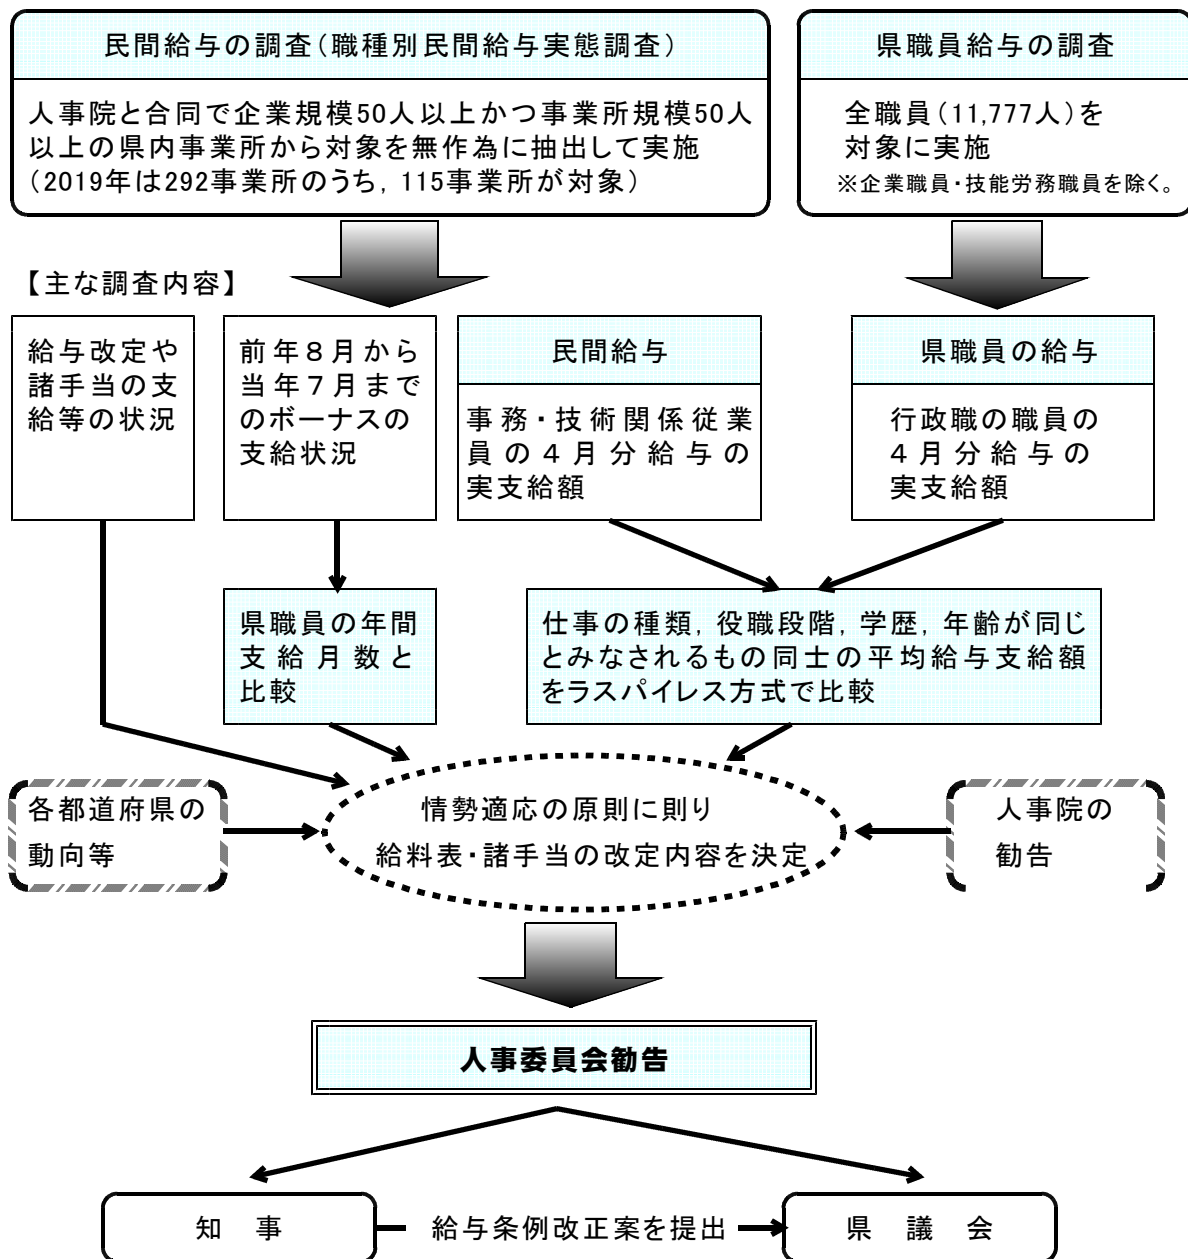 民間給与の調査(職種別民間給与実態調査)
人事院と合同で企業規模50人以上かつ事業所規模50人
以上の県内事業所から対象を無作為に抽出して実施
(2019年は292事業所のうち,115事業所が対象)
県職員給与の調査
全職員(11,777人)を
対象に実施
※企業職員・技能労務職員を除く。
【主な調査内容】
給与改定や
諸手当の支
給等の状況
前年8月から
当年7月まで
のボーナスの
支給状況
民間給与
事務・技術関係従業
員の4月分給与の
実支給額
県職員の給与
行政職の職員の
4月分給与の
実支給額
県職員の年間
支給月数と
比較
仕事の種類,役職段階,学歴,年齢が同じ
とみなされるもの同士の平均給与支給額
をラスパイレス方式で比較
各都道府県の
動向等
情勢適応の原則に則り
給料表・諸手当の改定内容を決定
人事院の
勧告
人事委員会勧告
知 事
給与条例改正案を提出
県 議 会